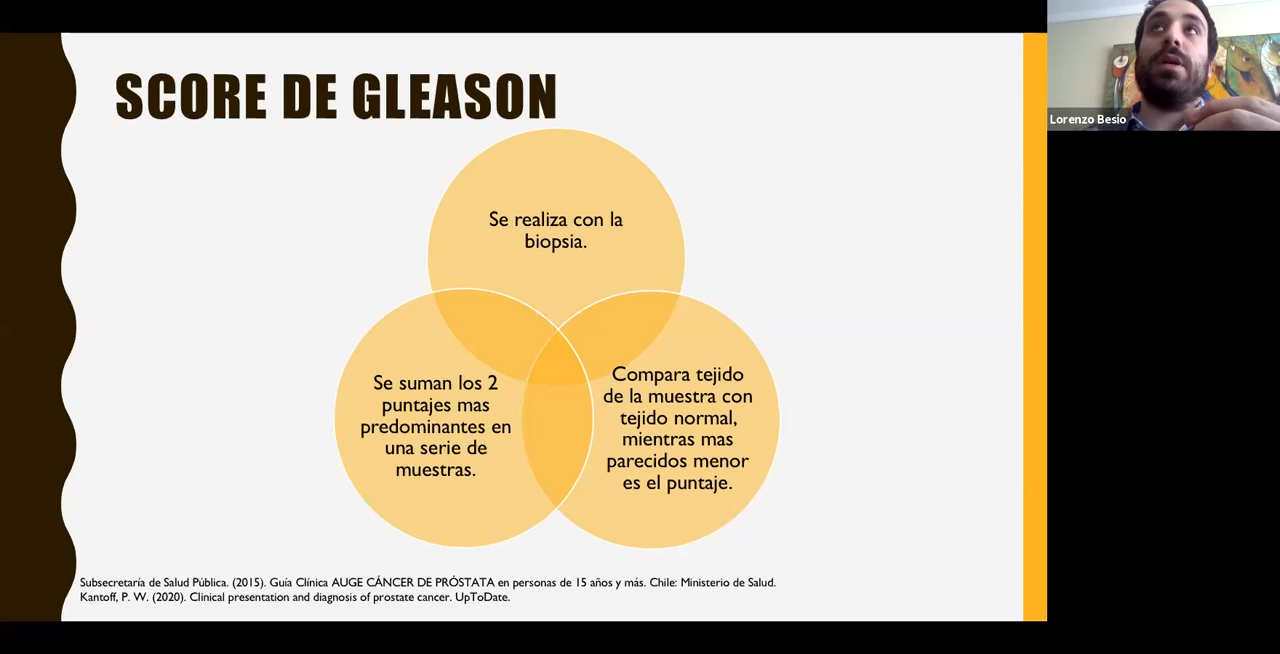 SCORE DE GLEASON
Se realiza con la
biopsia.
Se suman los 2
puntajes mas
predominantes en
una serie de
muestras.
Compara tejido
de la muestra con
tejido normal,
mientras mas
parecidos menor
es el puntaje.
Subsecretaría de Salud Pública. (2015). Guía Clínica AUGE CÁNCER DE PRÓSTATA en personas de 15 años y más. Chile: Ministerio de Salud.
Kantoff, P. W. (2020). Clinical presentation and diagnosis of prostate cancer. UpToDate.
Lorenzo Besio